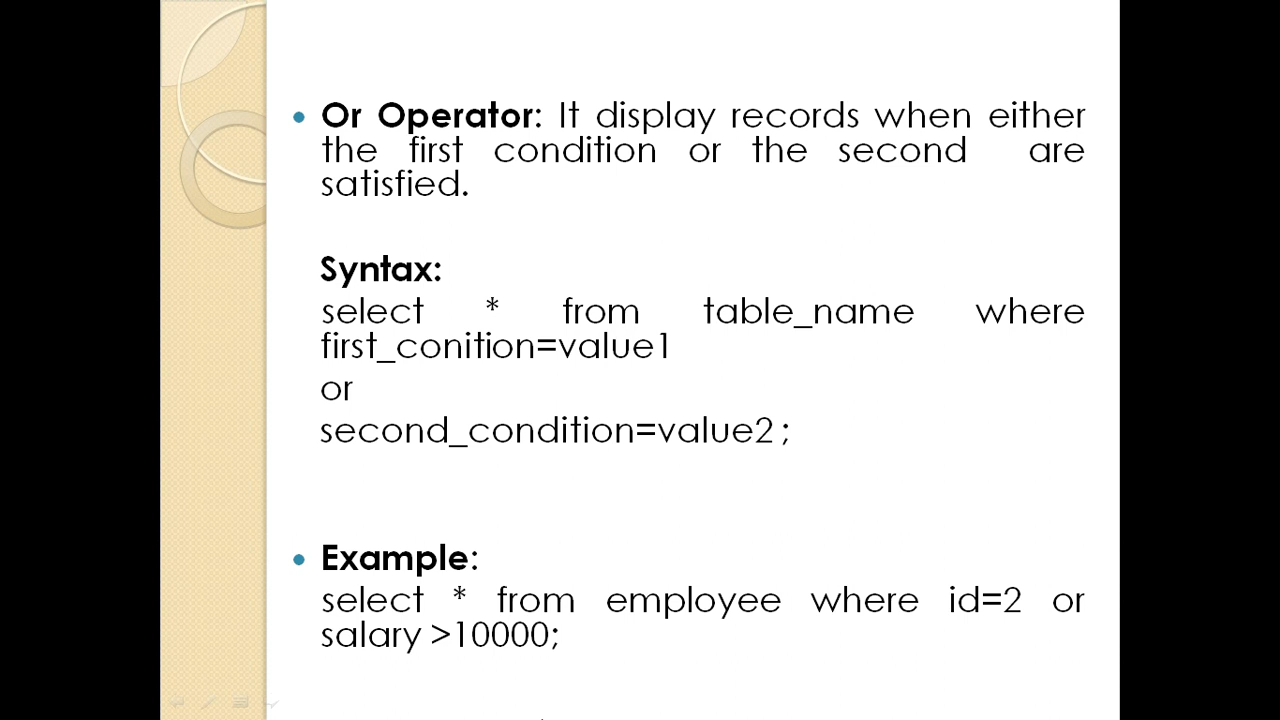 Or Operator: It display records when either
the first condition or the second are
satisfied.
Syntax:
select * from table_name where
first_conition=value1
or
second_condition=value2 ;
Example:
select * from employee where id=2 or
salary >10000;